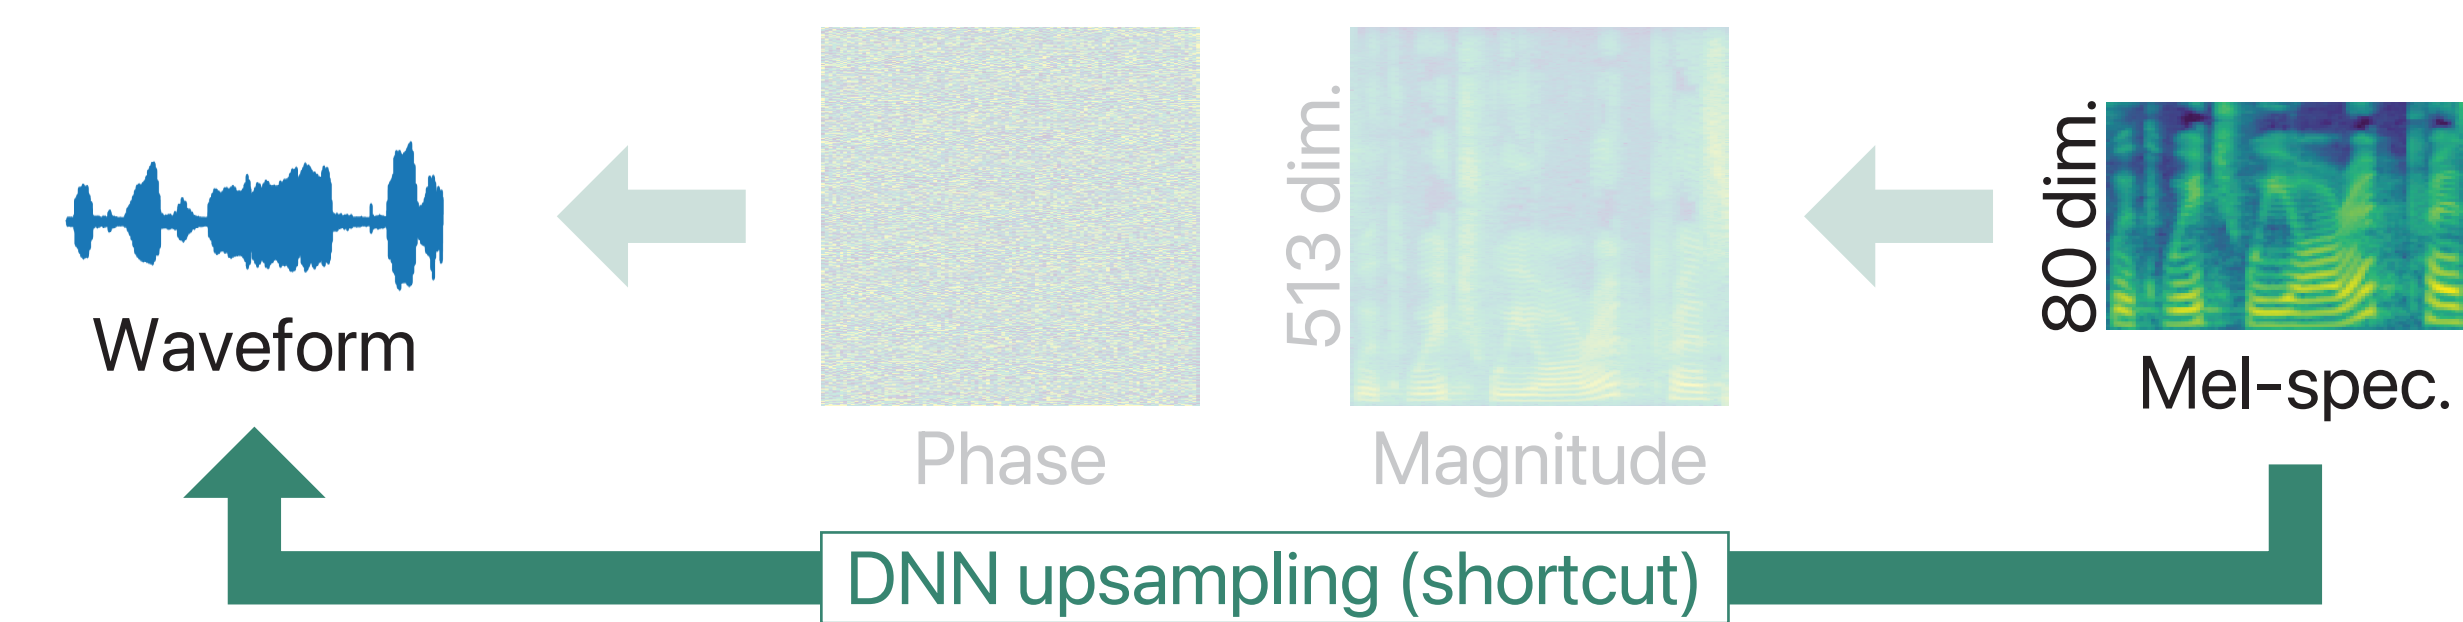 Waveform
Phase
513 dim.
Magnitude
80 dim.
Mel-spec.
DNN upsampling (shortcut)